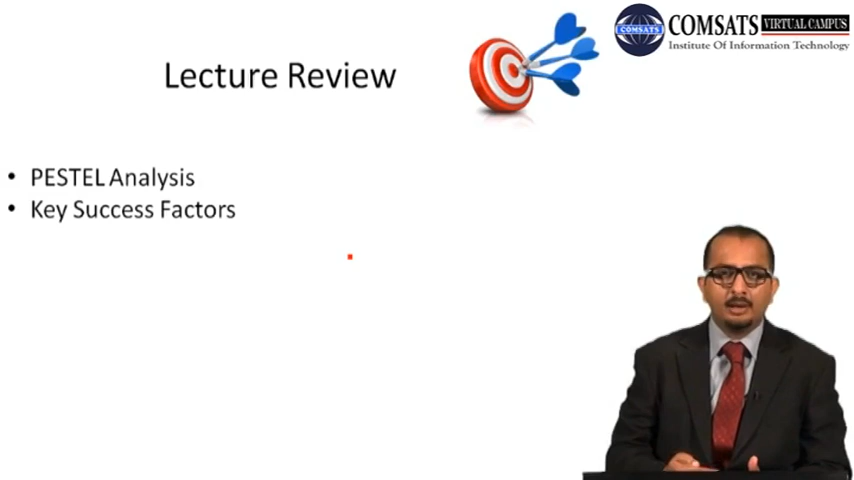 COMSATS VIRTUAL CAMPUS
COMSATS
Institute Of Information Technology
Lecture Review
• PESTEL Analysis
• Key Success Factors